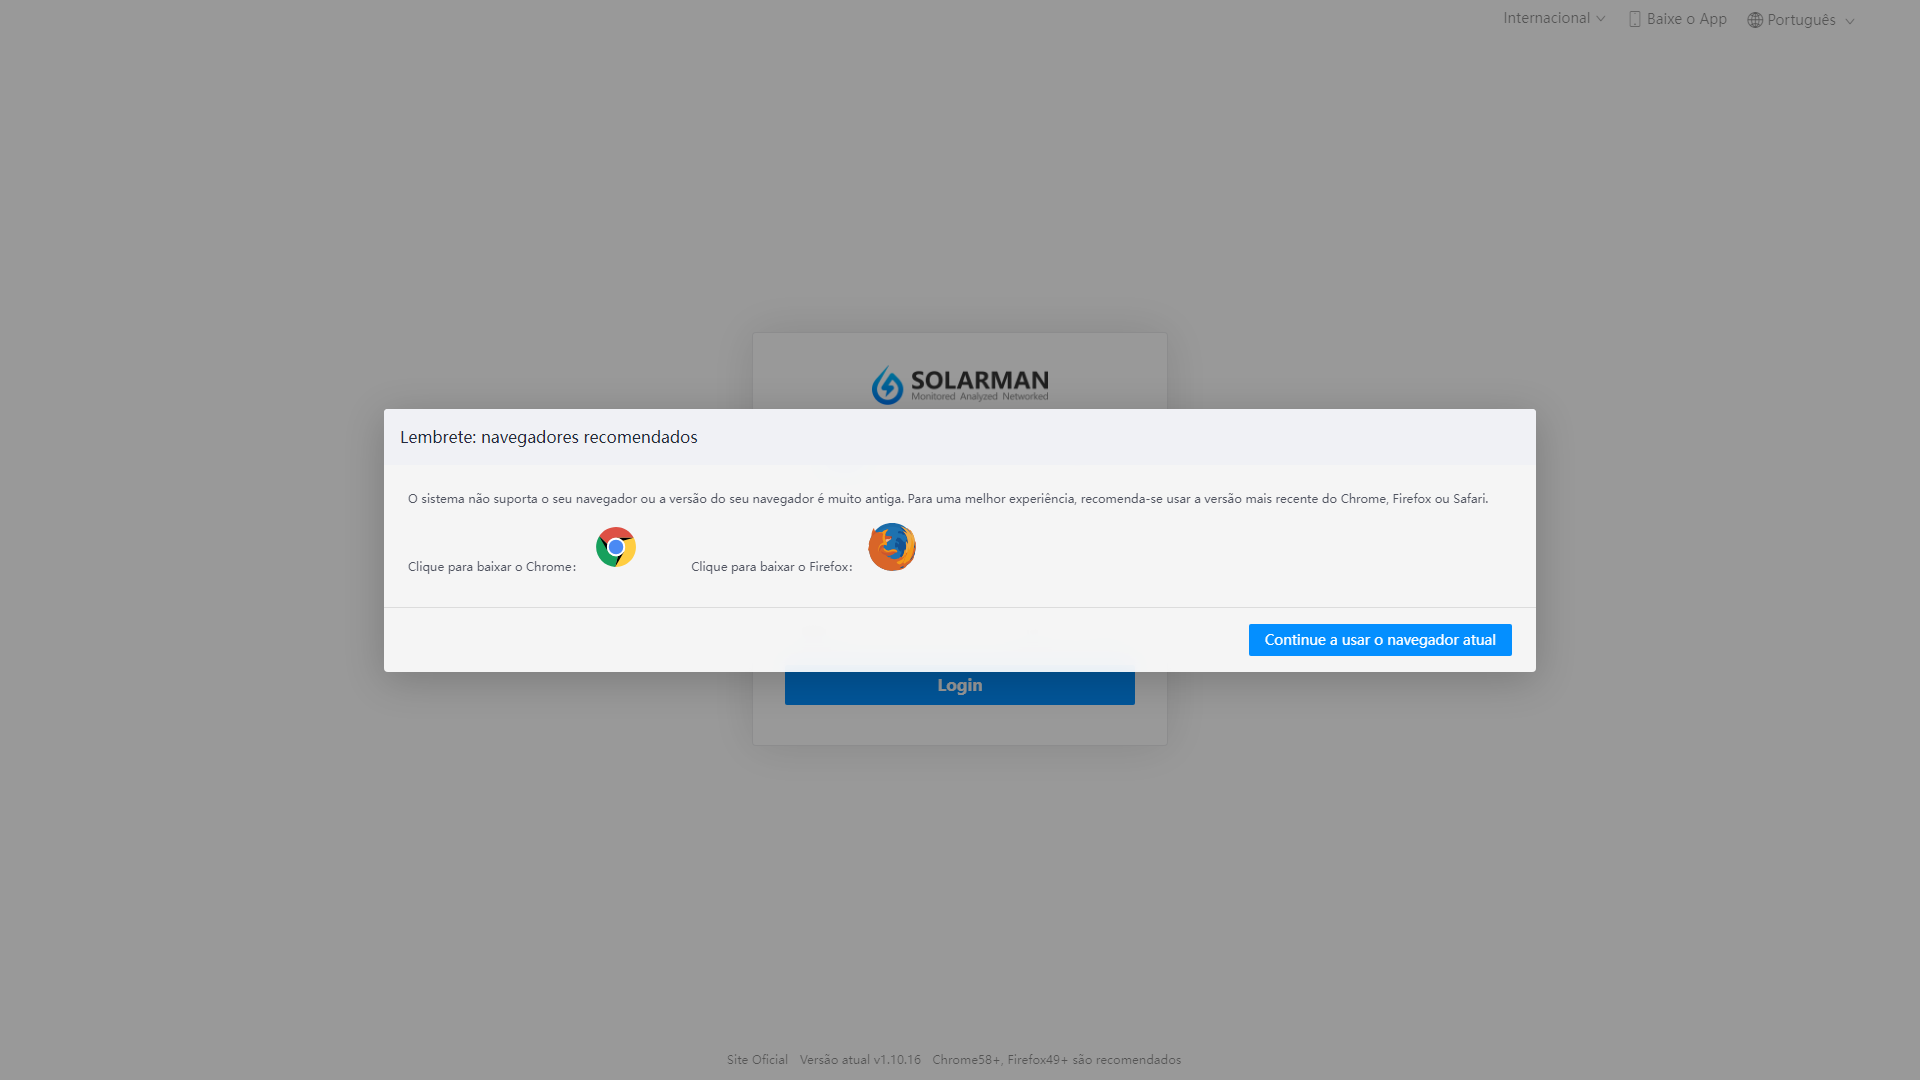 Internacional
Baixe o App
Português
SOLARMAN
Monitored Analyzed Networked
Lembrete: navegadores recomendados
O sistema não suporta o seu navegador ou a versão do seu navegador é muito antiga. Para uma melhor experiência, recomenda-se usar a versão mais recente do Chrome, Firefox ou Safari.
Clique para baixar o Chrome:
Clique para baixar o Firefox:
Continue a usar o navegador atual
Login
Site Oficial
Versão atual v1.10.16
Chrome58+, Firefox49+ são recomendados